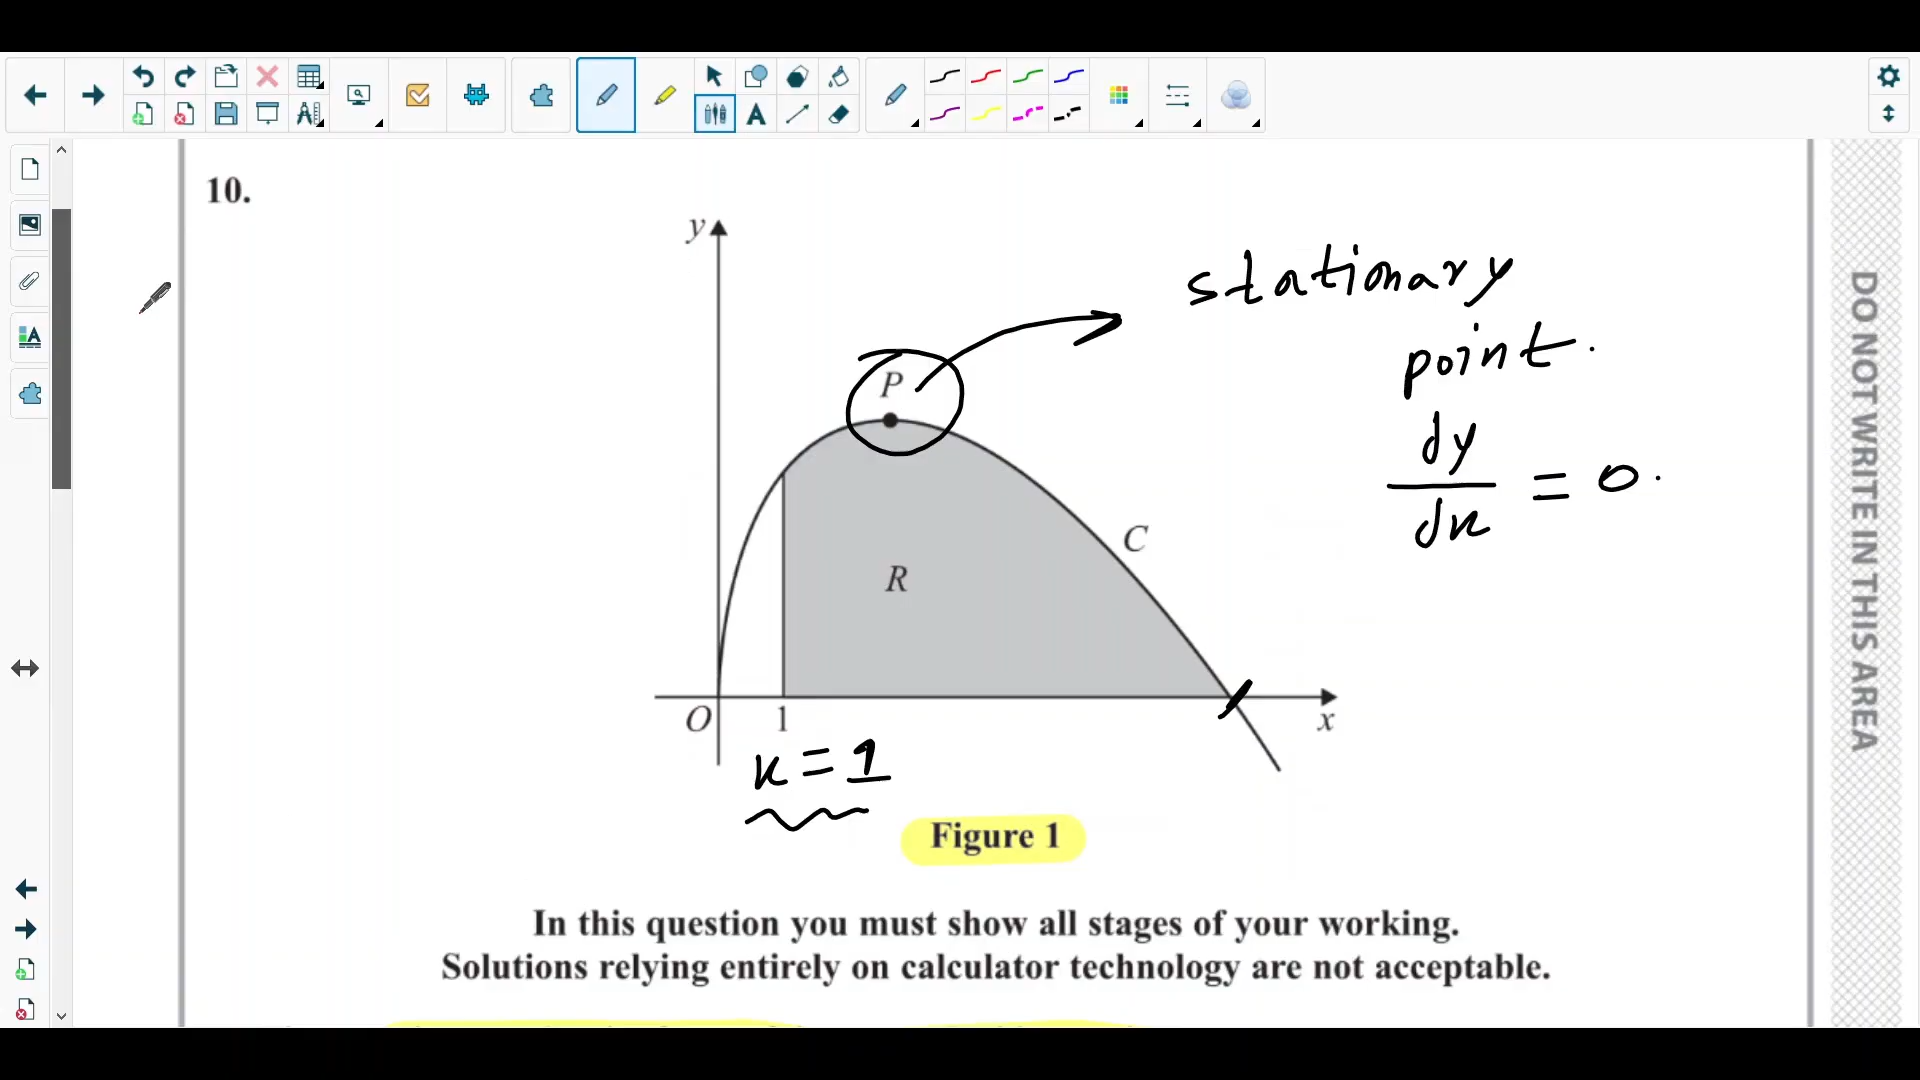 10.
y
stationary
point.
P
dy
dx
= 0.
C
R
O
1
x
x = 1
Figure 1
In this question you must show all stages of your working.
Solutions relying entirely on calculator technology are not acceptable.
DO NOT WRITE IN THIS AREA